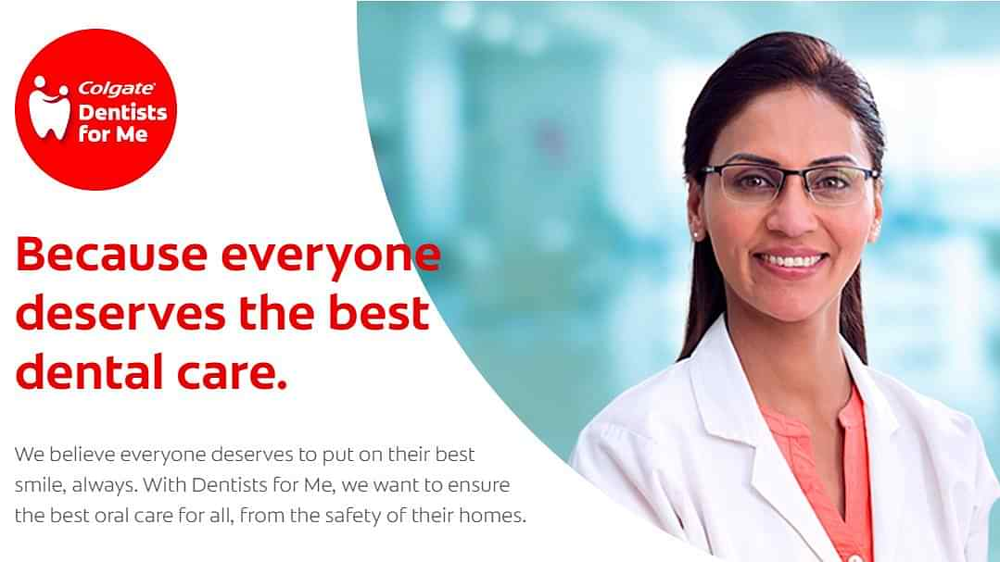 Colgate®
Dentists
for Me
Because everyone
deserves the best
dental care.
We believe everyone deserves to put on their best
smile, always. With Dentists for Me, we want to ensure
the best oral care for all, from the safety of their homes.